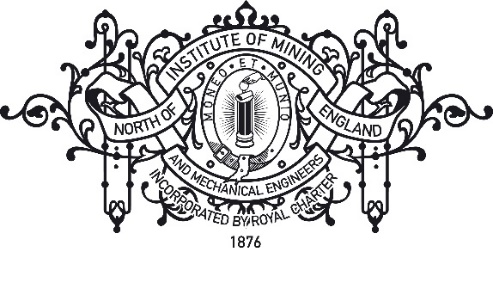 NORTH OF
ENGLAND
INSTITUTE OF MINING
AND MECHANICAL ENGINEERS
MONEO • ET • MUNIO
INCORPORATED BY ROYAL CHARTER
1876